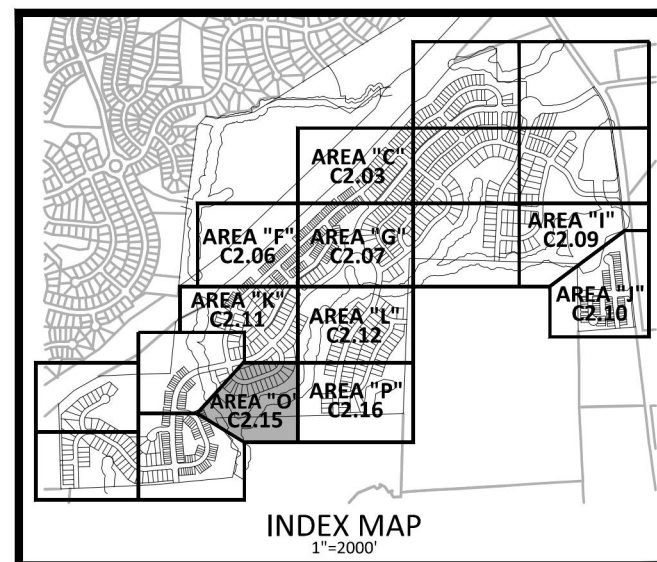 AREA "C"
C2.03
AREA "F"
C2.06
AREA "G"
C2.07
AREA "I"
C2.09
AREA "J"
C2.10
AREA "K"
C2.11
AREA "L"
C2.12
AREA "O"
C2.15
AREA "P"
C2.16
INDEX MAP
1"=2000'